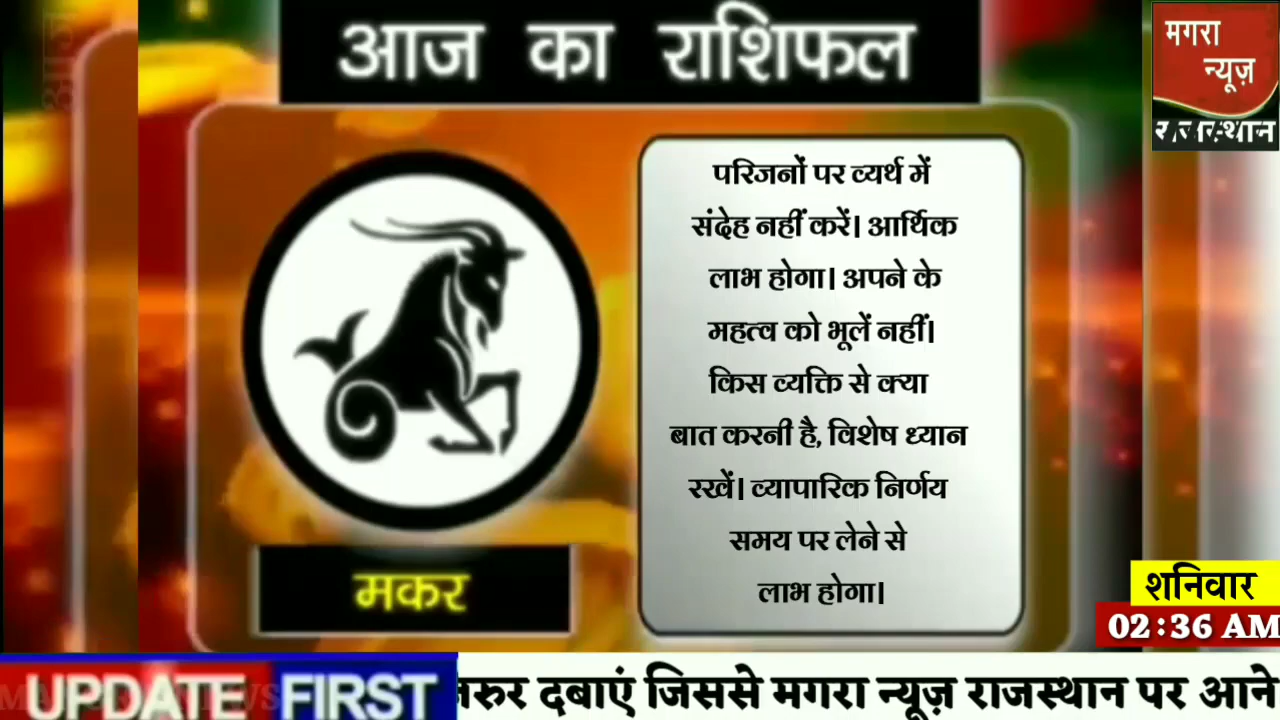 आज का राशिफल
मगरा
न्यूज़
राजस्थान
परिजनों पर व्यर्थ में
संदेह नहीं करें। आर्थिक
लाभ होगा। अपने के
महत्व को भूलें नहीं।
किस व्यक्ति से क्या
बात करनी है, विशेष ध्यान
रखें। व्यापारिक निर्णय
समय पर लेने से
लाभ होगा।
मकर
शनिवार
02:36 AM
UPDATE FIRST
जरुर दबाएं जिससे मगरा न्यूज़ राजस्थान पर आने